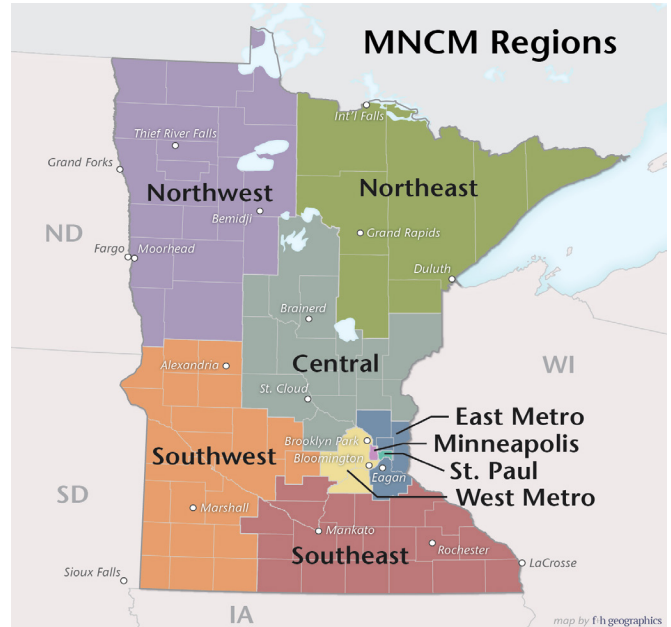 MNCM Regions
Int'l Falls
Thief River Falls
Grand Forks
Northwest
Northeast
Bemidji
ND
Grand Rapids
Fargo
Moorhead
Duluth
Brainerd
Central
WI
Alexandria
St. Cloud
East Metro
Brooklyn Park
Minneapolis
Southwest
Bloomington
St. Paul
Eagan
West Metro
SD
Marshall
Mankato
Southeast
Rochester
LaCrosse
Sioux Falls
IA
map by f+h geographics